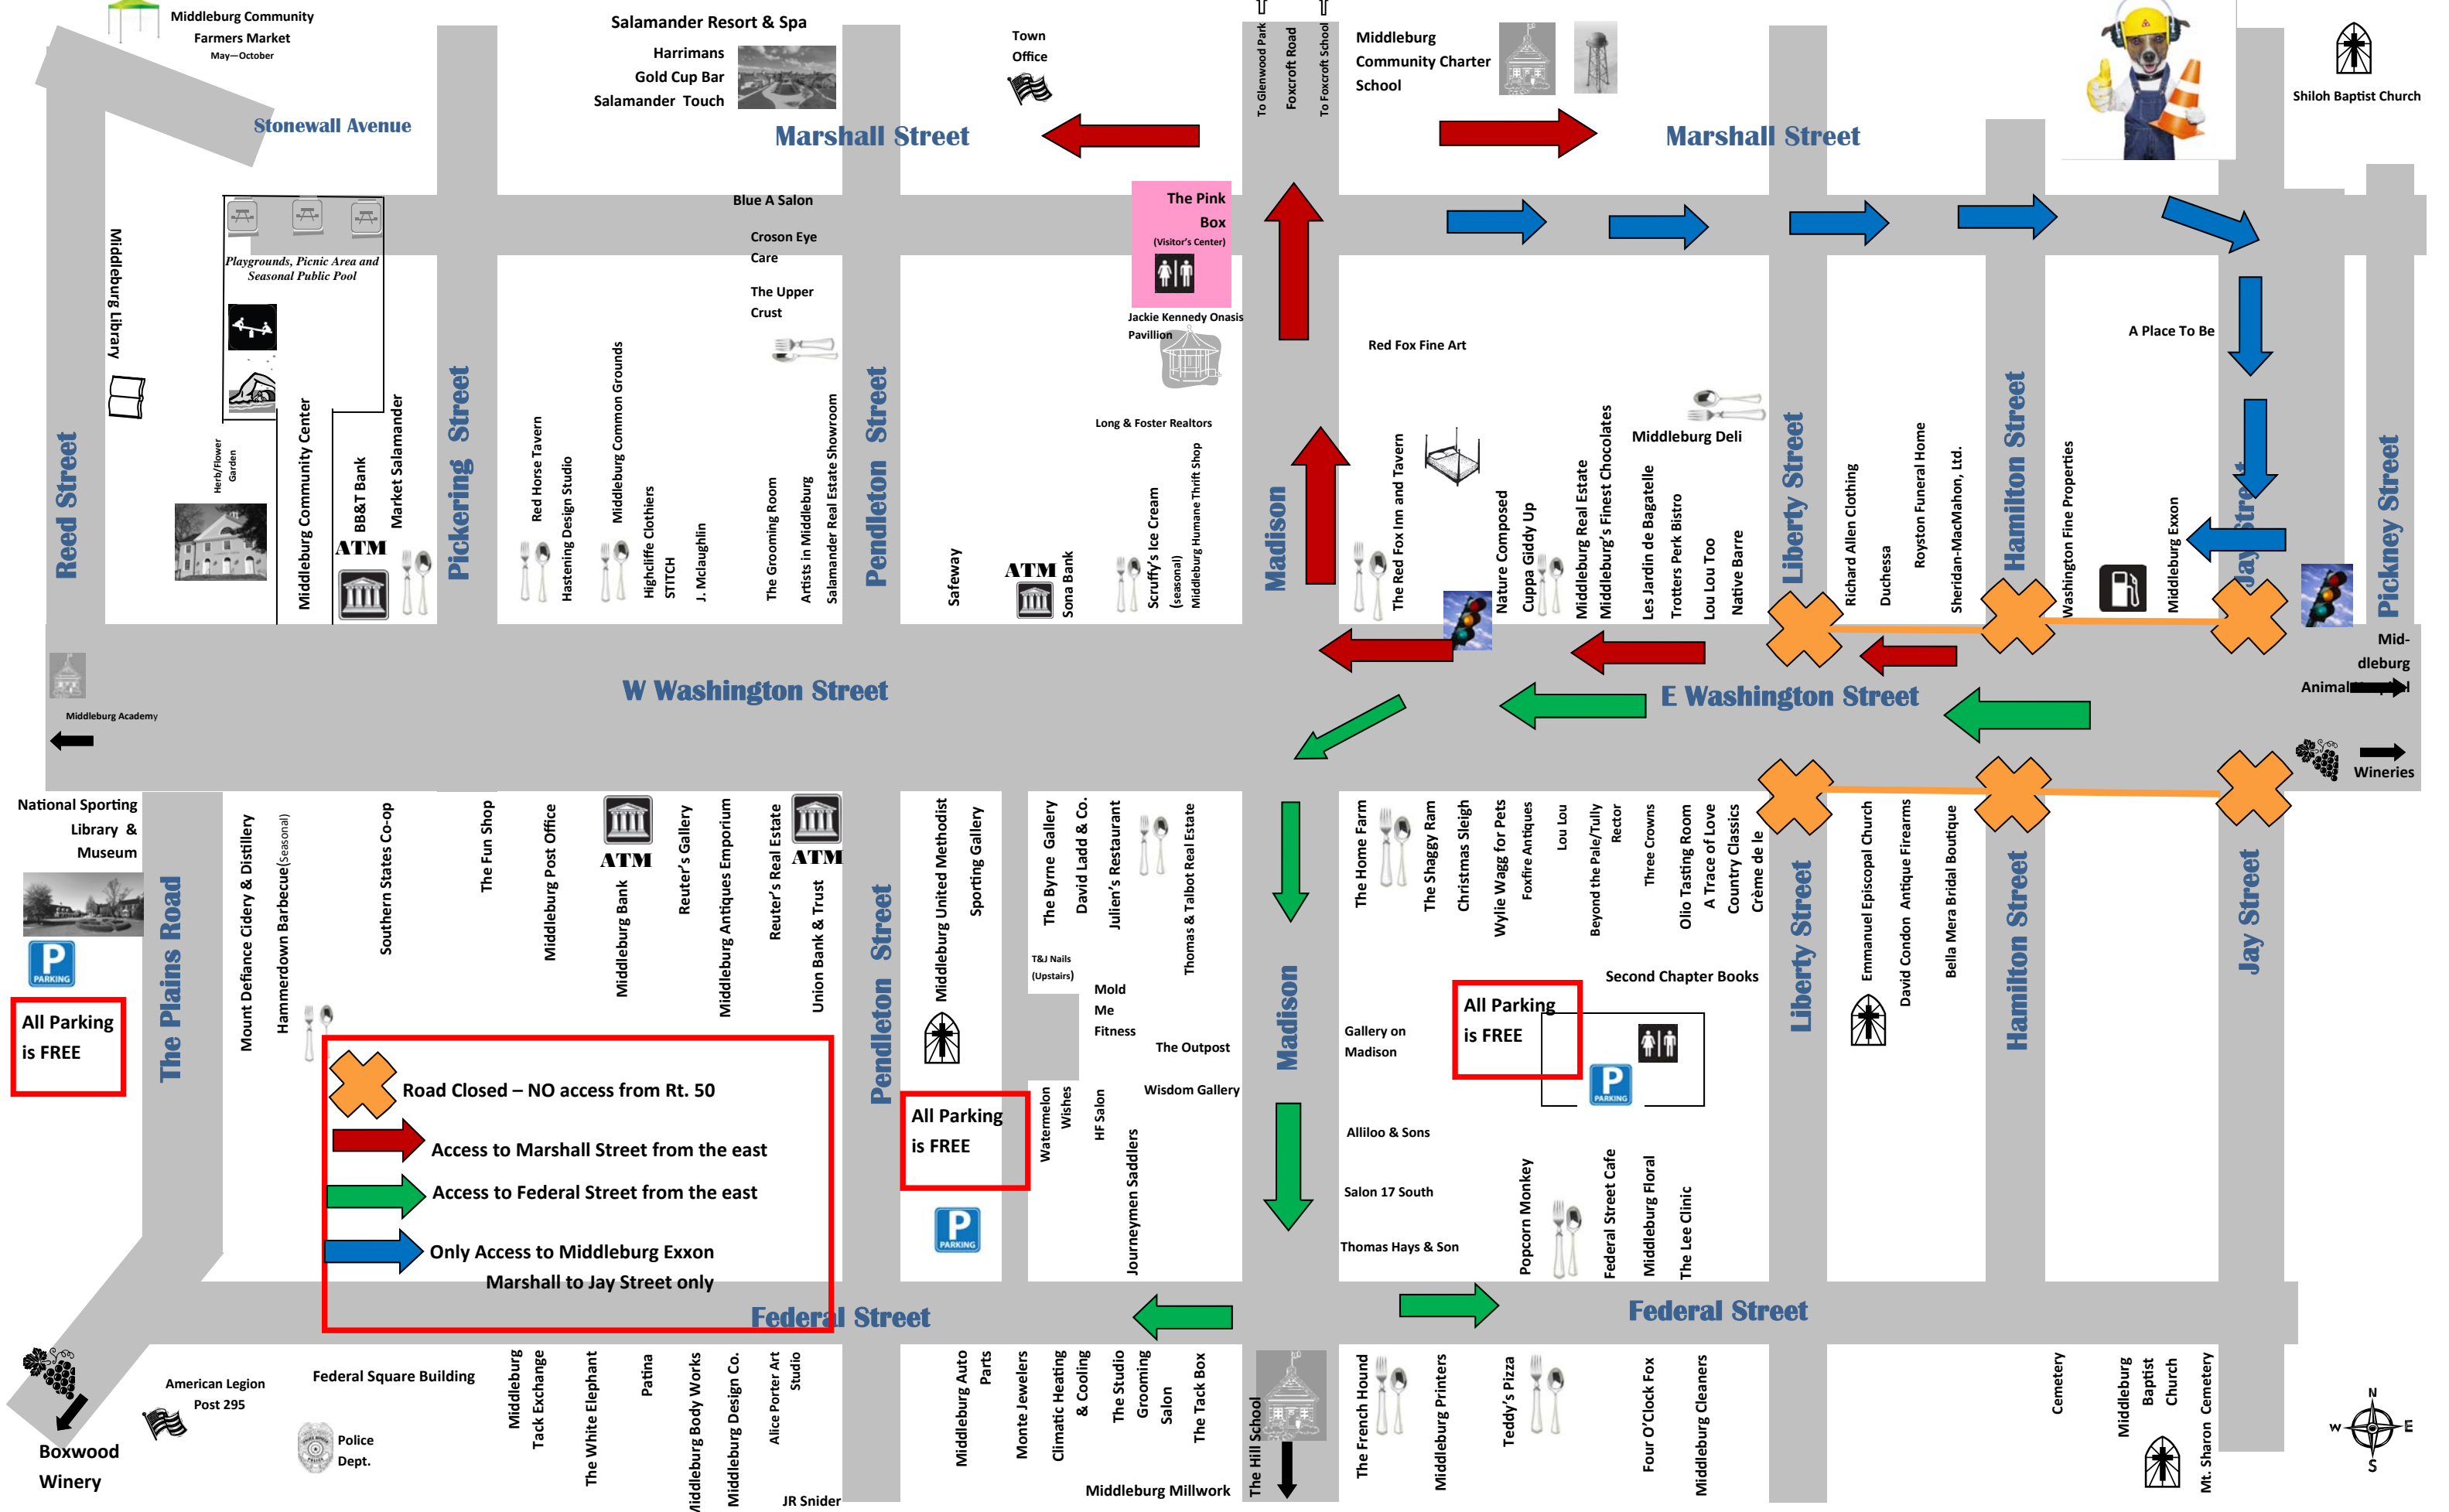 Middleburg Community
Farmers Market
May—October
Salamander Resort & Spa
Harrimans
Gold Cup Bar
Salamander Touch
Town
Office
To Glenwood Park
Foxcroft Road
To Foxcroft School
Middleburg
Community Charter
School
Shiloh Baptist Church
Stonewall Avenue
Marshall Street
Marshall Street
Blue A Salon
Croson Eye
Care
The Upper
Crust
The Pink
Box
(Visitor's Center)
Jackie Kennedy Onasis
Pavillion
Playgrounds, Picnic Area and
Seasonal Public Pool
Middleburg Library
Reed Street
Herb/Flower
Garden
Middleburg Community Center
BB&T Bank
ATM
Market Salamander
Pickering Street
Red Horse Tavern
Hastening Design Studio
Middleburg Common Grounds
Highcliffe Clothiers
STITCH
J. Mclaughlin
The Grooming Room
Artists in Middleburg
Salamander Real Estate Showroom
Pendleton Street
Safeway
ATM
Sona Bank
Long & Foster Realtors
Scruffy's Ice Cream
(seasonal)
Middleburg Humane Thrift Shop
Madison
Red Fox Fine Art
The Red Fox Inn and Tavern
Nature Composed
Cuppa Giddy Up
Middleburg Real Estate
Middleburg's Finest Chocolates
Middleburg Deli
Les Jardin de Bagatelle
Trotters Perk Bistro
Lou Lou Too
Native Barre
Liberty Street
Richard Allen Clothing
Duchessa
Royston Funeral Home
Sheridan-MacMahon, Ltd.
Hamilton Street
Washington Fine Properties
A Place To Be
Middleburg Exxon
Jay Street
Pickney Street
Mid-
dleburg
Animal
Middleburg Academy
W Washington Street
E Washington Street
Wineries
National Sporting
Library &
Museum
PARKING
All Parking
is FREE
The Plains Road
Mount Defiance Cidery & Distillery
Hammerdown Barbecue(Seasonal)
Southern States Co-op
The Fun Shop
Middleburg Post Office
ATM
Middleburg Bank
Reuter's Gallery
Middleburg Antiques Emporium
Reuter's Real Estate
ATM
Union Bank & Trust
Pendleton Street
Middleburg United Methodist
Sporting Gallery
The Byrne Gallery
David Ladd & Co.
Julien's Restaurant
Thomas & Talbot Real Estate
T&J Nails
(Upstairs)
Mold
Me
Fitness
The Outpost
Wisdom Gallery
All Parking
is FREE
PARKING
Watermelon
Wishes
HF Salon
Journeymen Saddlers
Madison
The Home Farm
The Shaggy Ram
Christmas Sleigh
Wylie Wagg for Pets
Foxfire Antiques
Lou Lou
Beyond the Pale/Tully
Rector
Three Crowns
Olio Tasting Room
A Trace of Love
Country Classics
Crème de le
Second Chapter Books
All Parking
is FREE
PARKING
Gallery on
Madison
Alliloo & Sons
Salon 17 South
Thomas Hays & Son
Popcorn Monkey
Federal Street Cafe
Middleburg Floral
The Lee Clinic
Liberty Street
Emmanuel Episcopal Church
David Condon Antique Firearms
Bella Mera Bridal Boutique
Hamilton Street
Jay Street
Road Closed – NO access from Rt. 50
Access to Marshall Street from the east
Access to Federal Street from the east
Only Access to Middleburg Exxon
Marshall to Jay Street only
Federal Street
Federal Street
Boxwood
Winery
American Legion
Post 295
Federal Square Building
Police
Dept.
Middleburg
Tack Exchange
The White Elephant
Patina
Middleburg Body Works
Middleburg Design Co.
Alice Porter Art
Studio
JR Snider
Middleburg Auto
Parts
Monte Jewelers
Climatic Heating
& Cooling
The Studio
Grooming
Salon
The Tack Box
Middleburg Millwork
The Hill School
The French Hound
Middleburg Printers
Teddy's Pizza
Four O'Clock Fox
Middleburg Cleaners
Cemetery
Middleburg
Baptist
Church
Mt. Sharon Cemetery
N
W
E
S